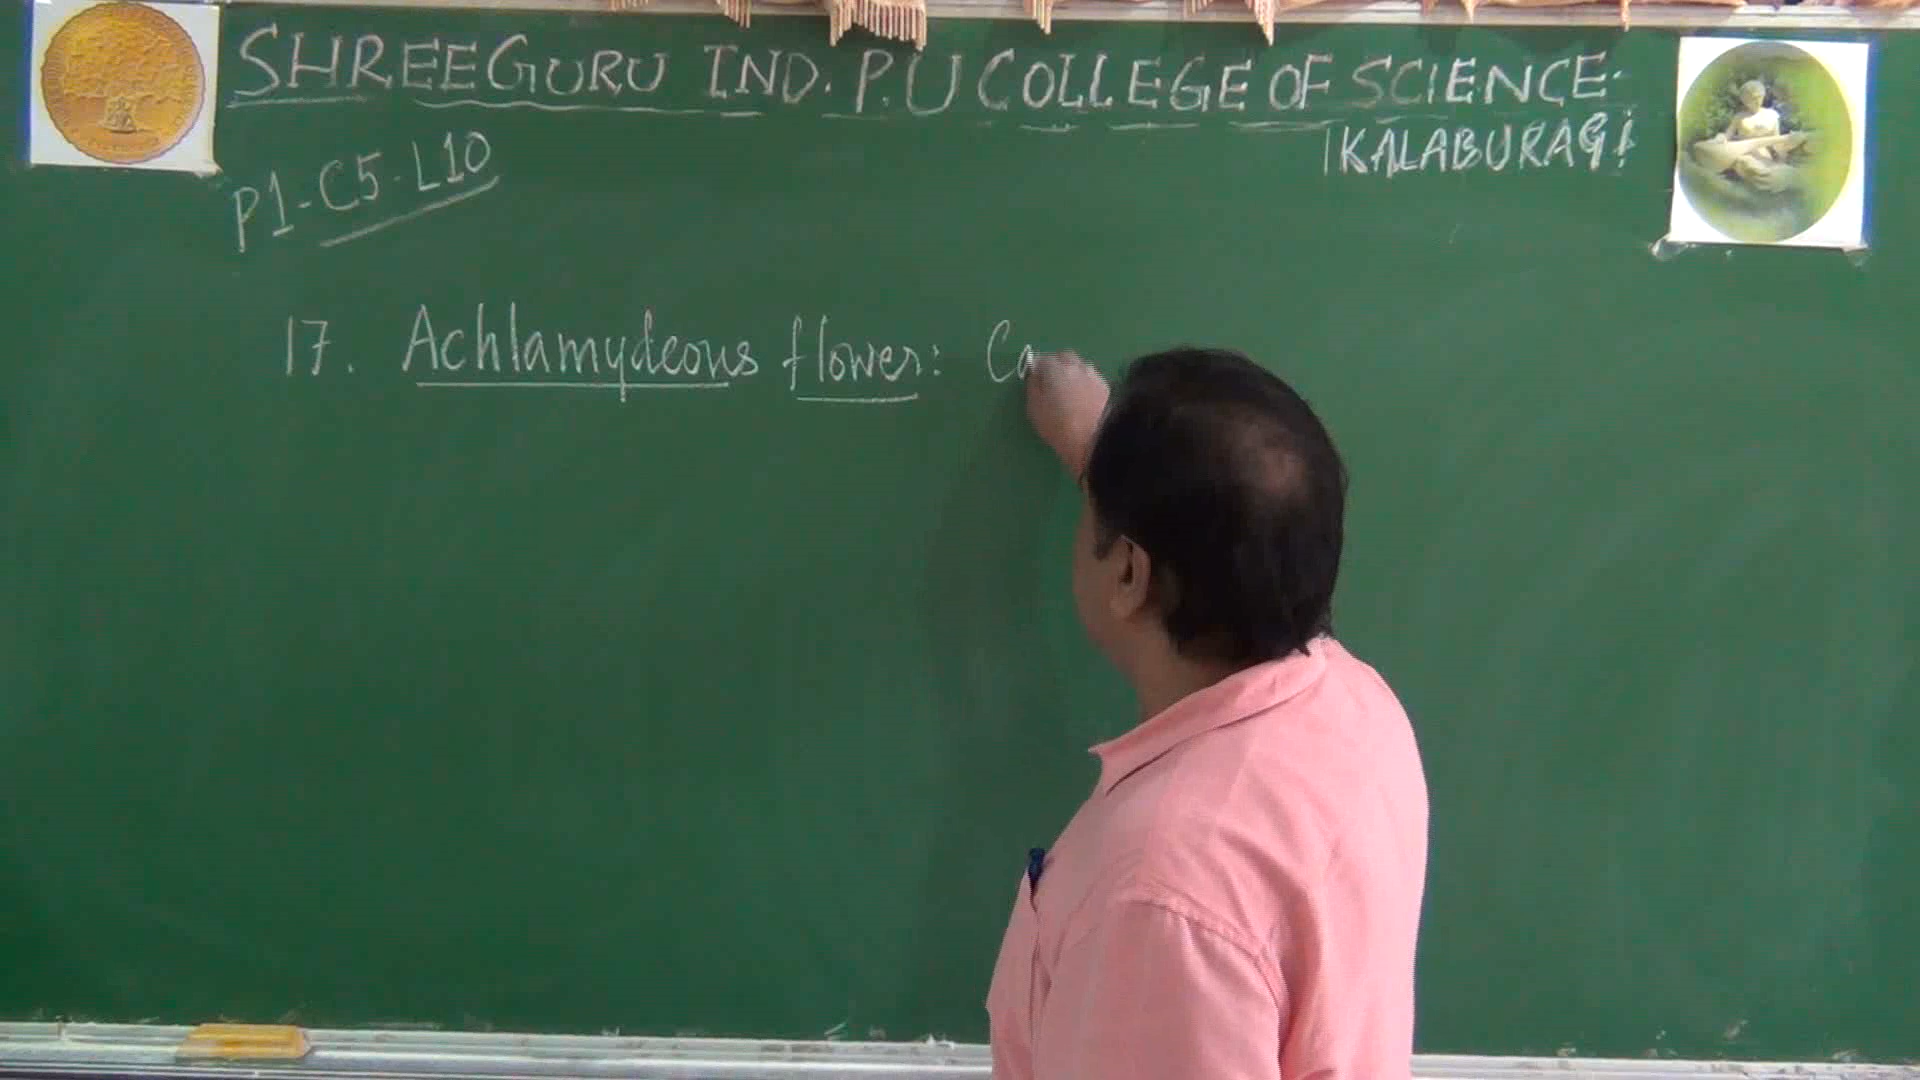 SHREEGURU IND. P.U COLLEGE OF SCIENCE.
KALABURAGI
P1-C5-L10
17. Achlamydeous flower: Ca